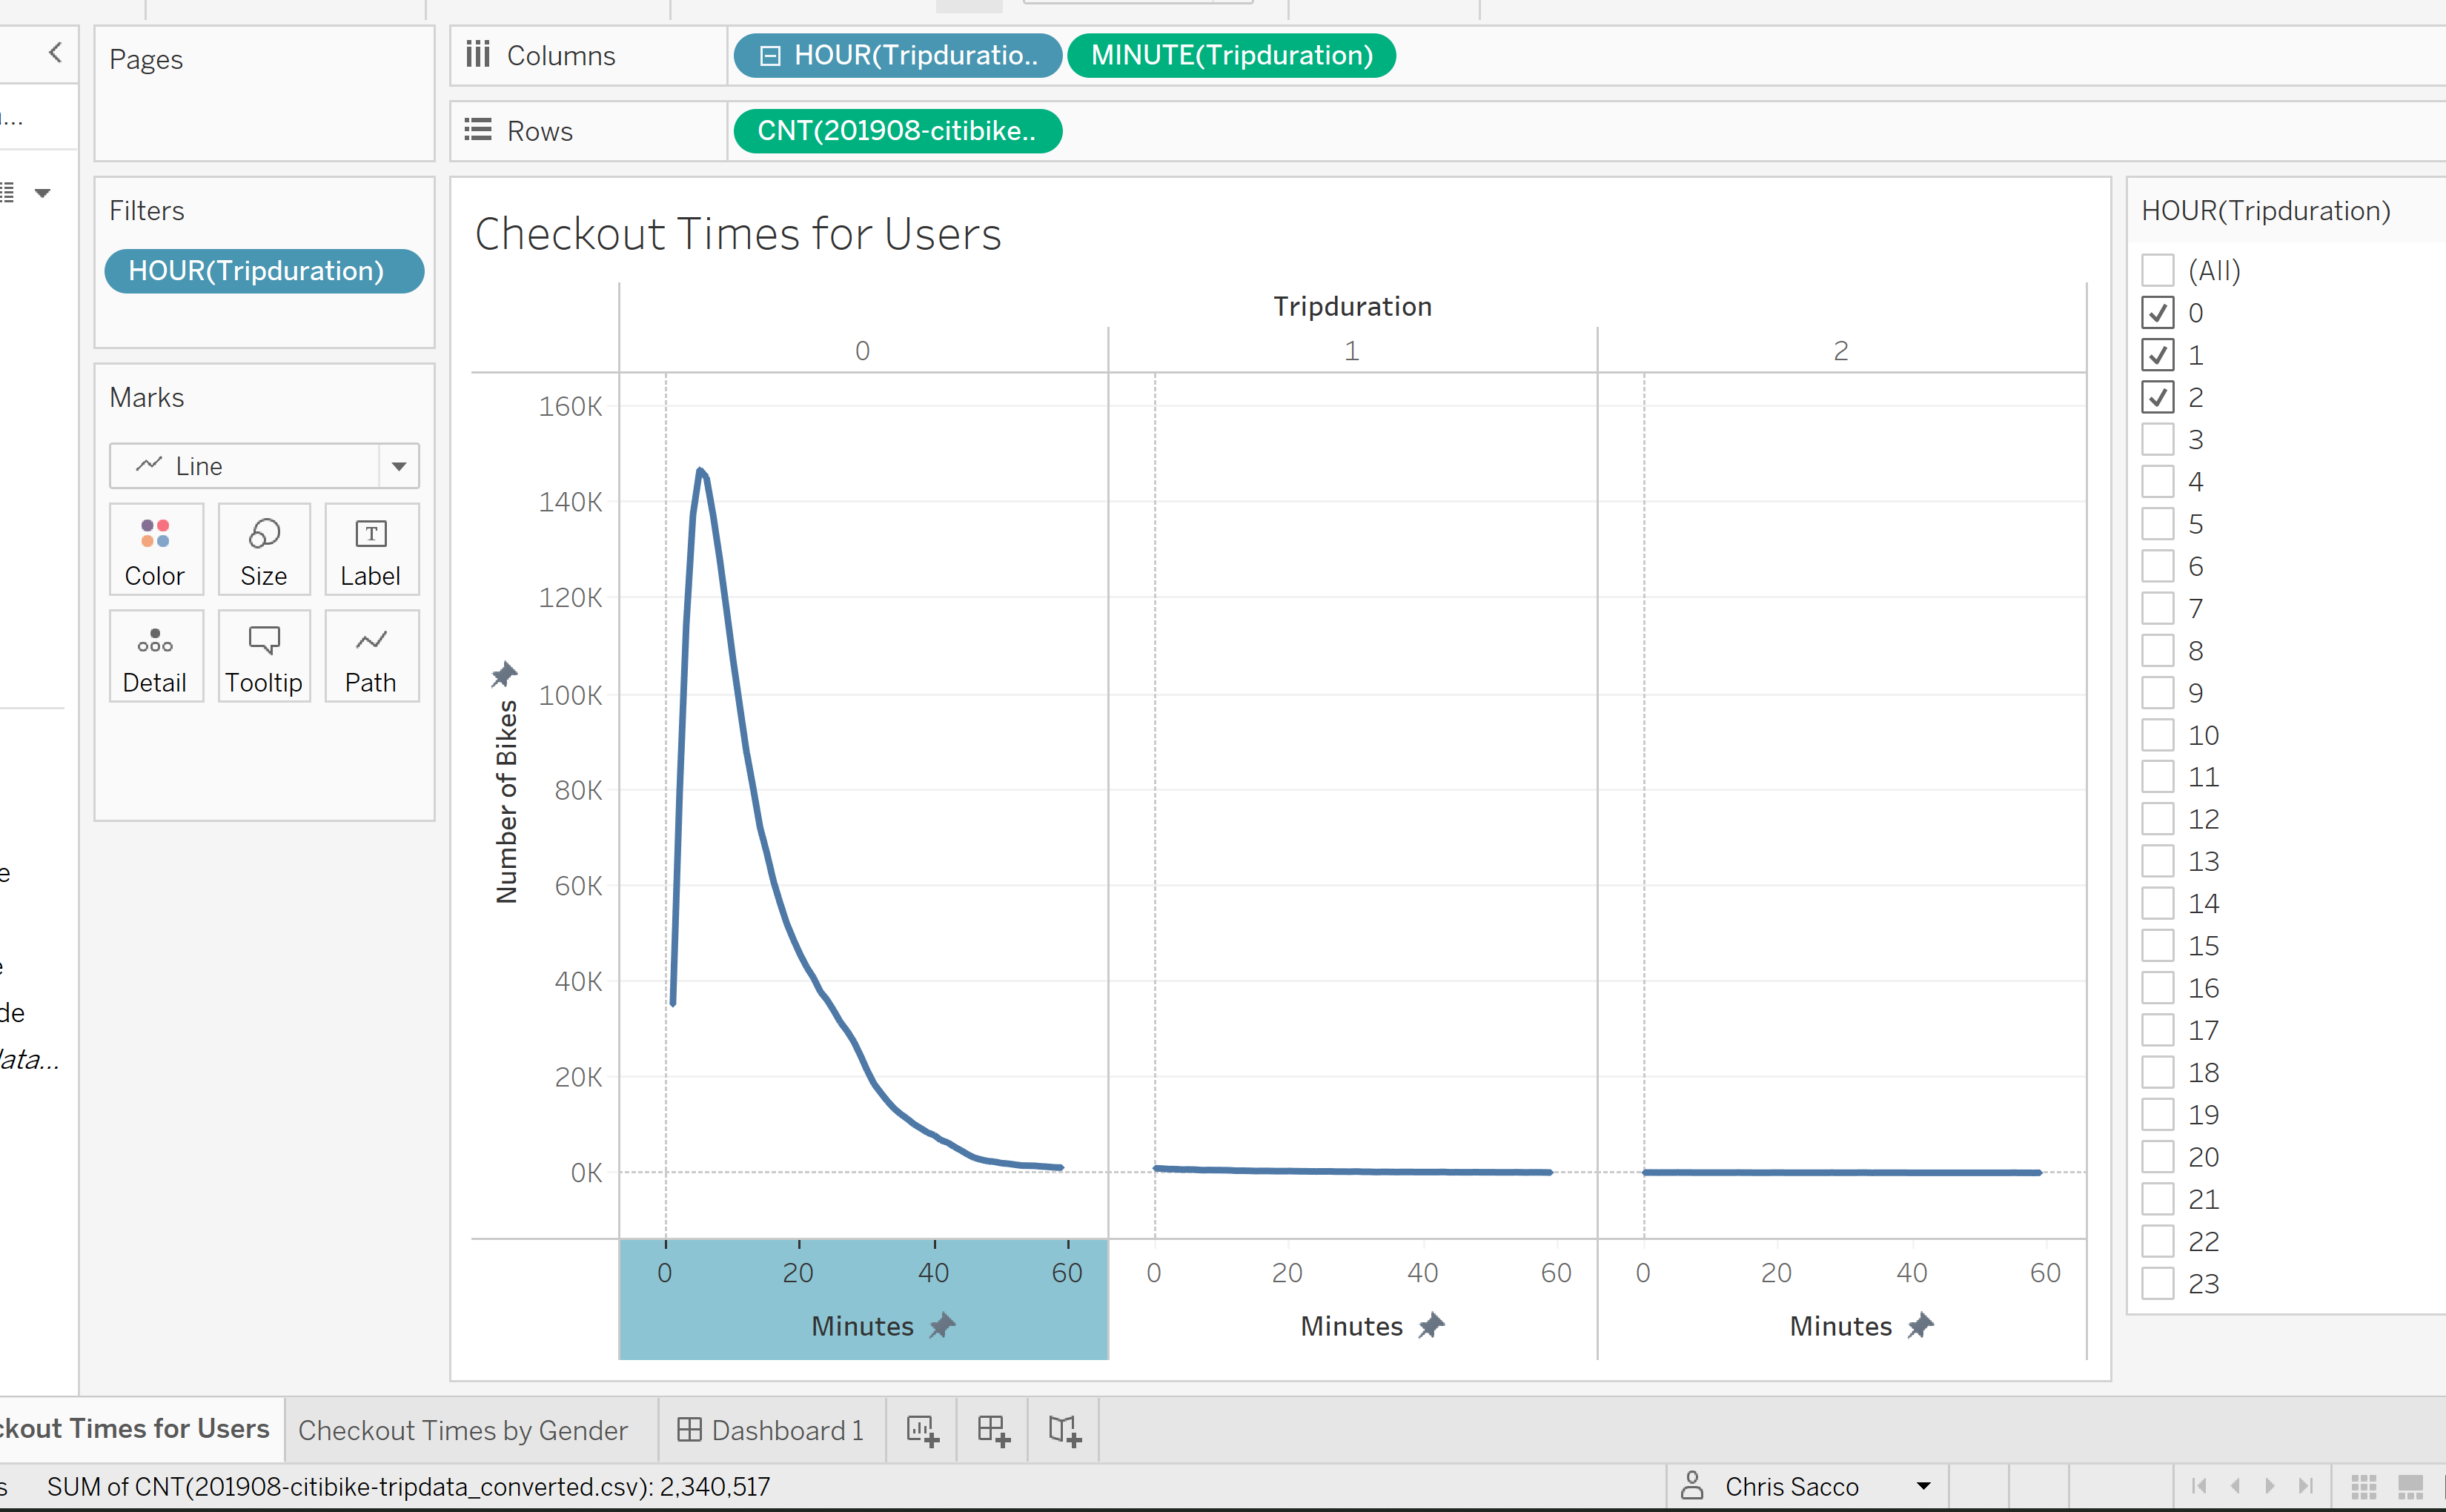 Pages
Columns
HOUR(Tripduratio..
MINUTE(Tripduration)
Rows
CNT(201908-citibike..
Filters
HOUR(Tripduration)
Marks
Line
Color
Size
Label
Detail
Tooltip
Path
Checkout Times for Users
Tripduration
0
1
2
Number of Bikes
160K
140K
120K
100K
80K
60K
40K
20K
0K
0 20 40 60
0 20 40 60
0 20 40 60
Minutes
Minutes
Minutes
HOUR(Tripduration)
(All)
0
1
2
3
4
5
6
7
8
9
10
11
12
13
14
15
16
17
18
19
20
21
22
23
e
de
data...
ckout Times for Users
Checkout Times by Gender
Dashboard 1
s
SUM of CNT(201908-citibike-tripdata_converted.csv): 2,340,517
Chris Sacco